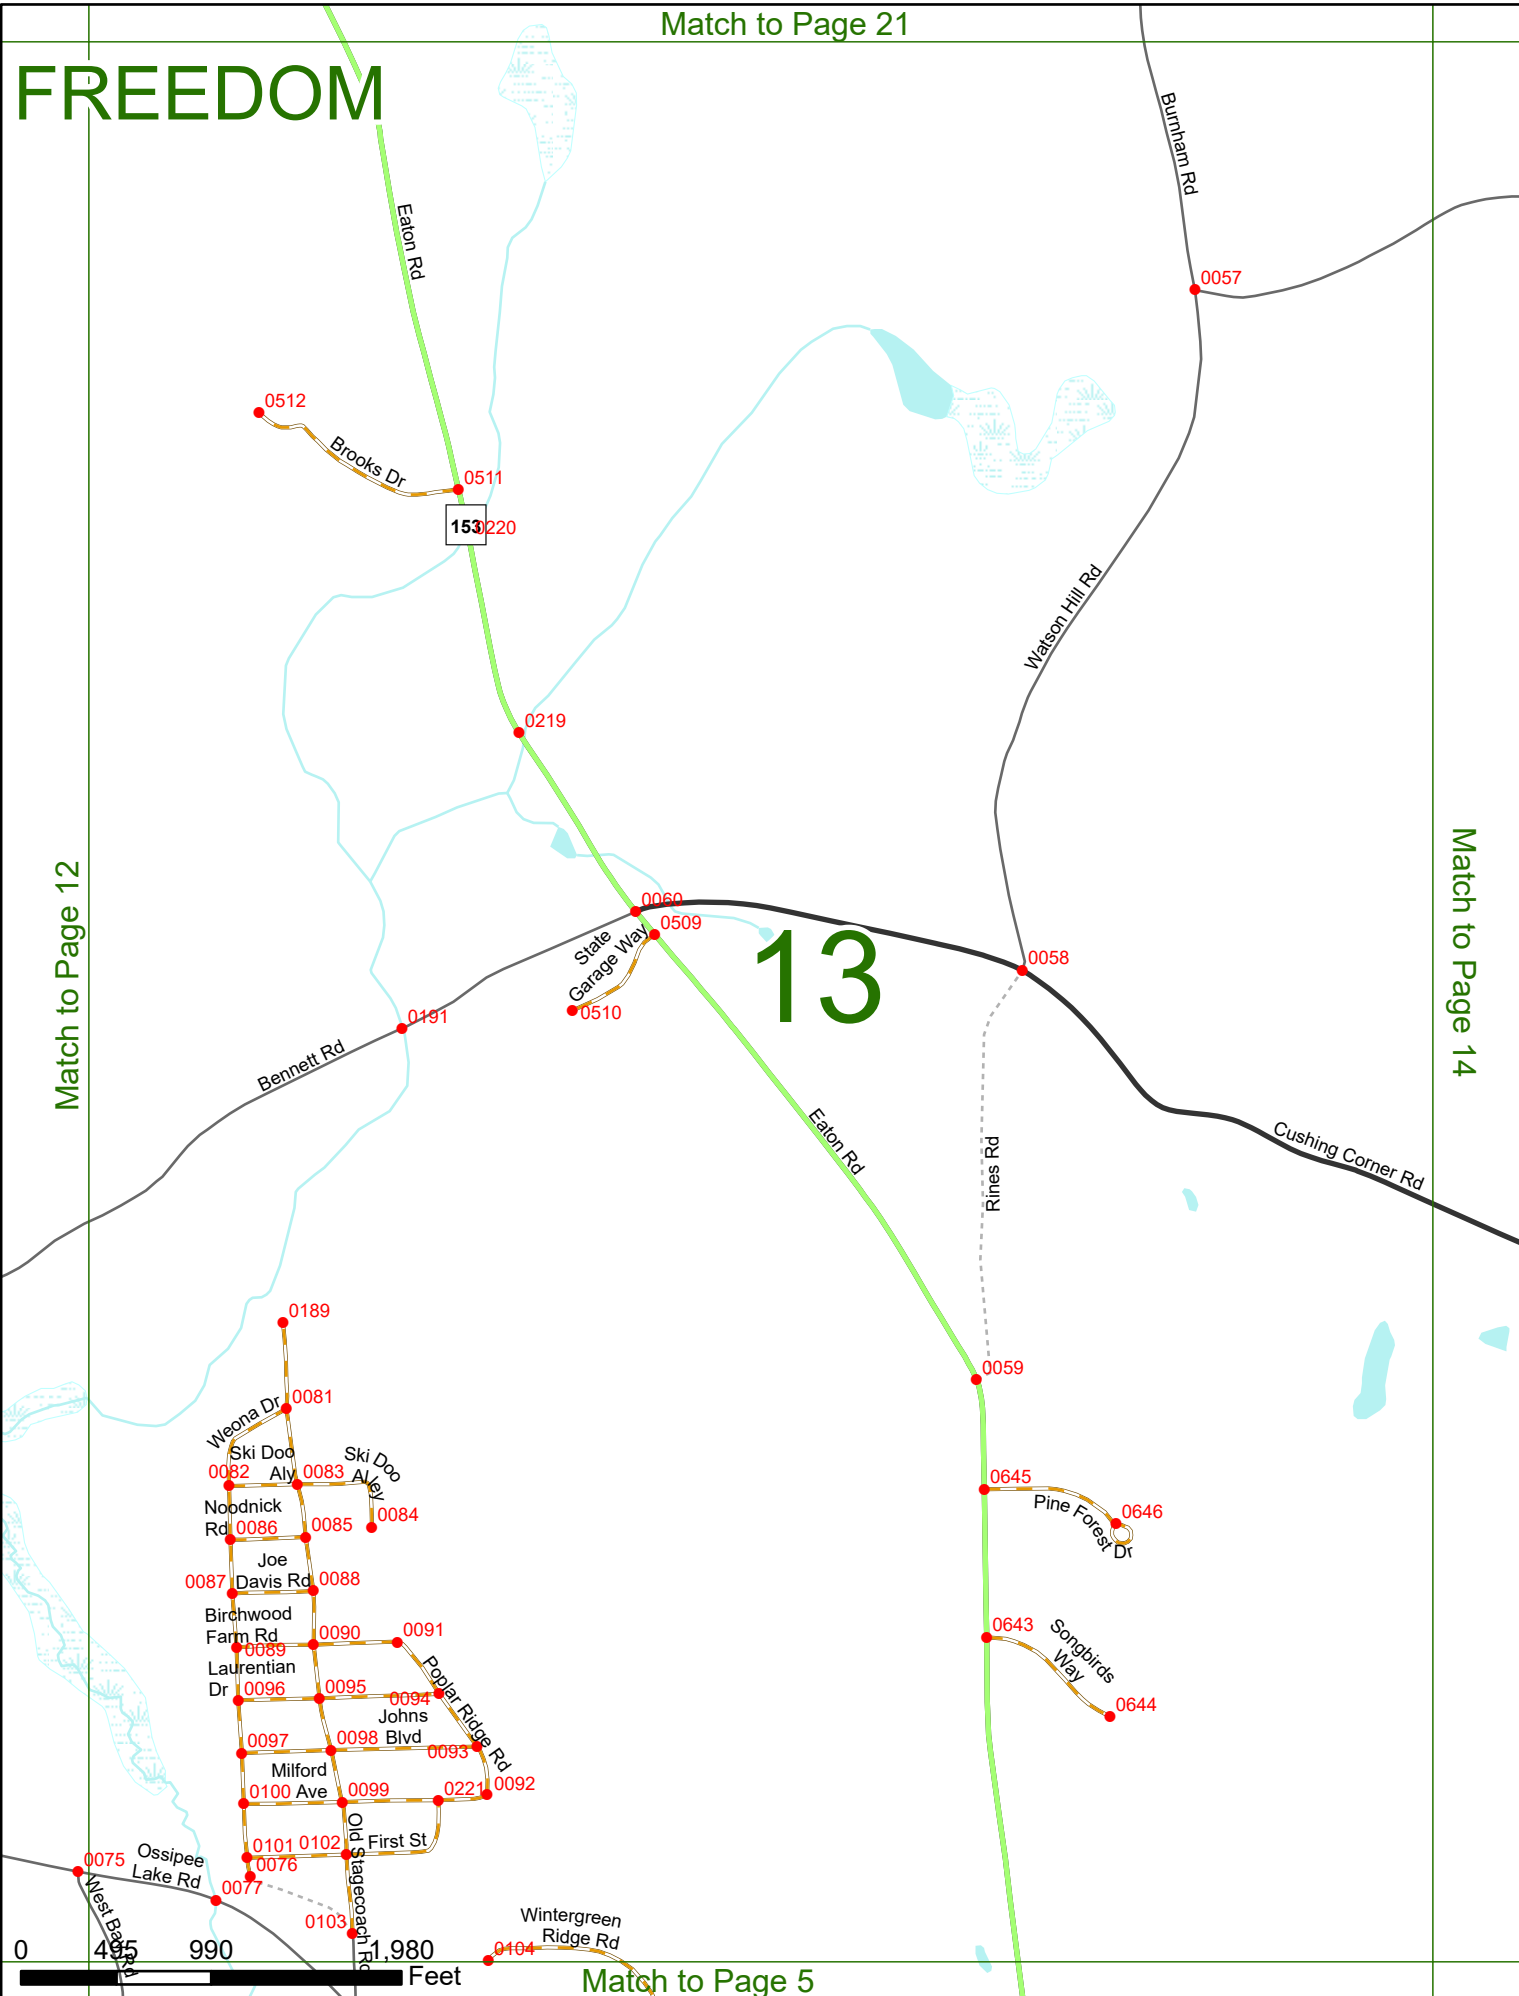 Match to Page 21
FREEDOM
Burnham Rd
Eaton Rd
0057
0512
Brooks Dr
0511
153
0220
Watson Hill Rd
0219
Match to Page 12
Match to Page 14
0060
0509
State
Garage Way
13
0058
0510
0191
Bennett Rd
Eaton Rd
Rines Rd
Cushing Corner Rd
0189
0059
0081
Weona Dr
Ski Doo
Aly
Ski Doo
Alley
0082
0083
0084
0645
0646
Pine Forest Dr
Noodnick
Rd
0086
0085
Joe
Davis Rd
0087
0088
Birchwood
Farm Rd
0089
0090
0091
0643
Songbirds
Way
0644
Laurentian
Dr
0096
0095
0094
Poplar Ridge Rd
Johns
Blvd
0097
0098
0093
Milford
Ave
0100
0099
0221
0092
Old Stagecoach Rd
First St
0101
0102
0076
0075
Ossipee
Lake Rd
0077
West Bay Rd
0103
Wintergreen
Ridge Rd
0104
0
495
990
1,980
Feet
Match to Page 5